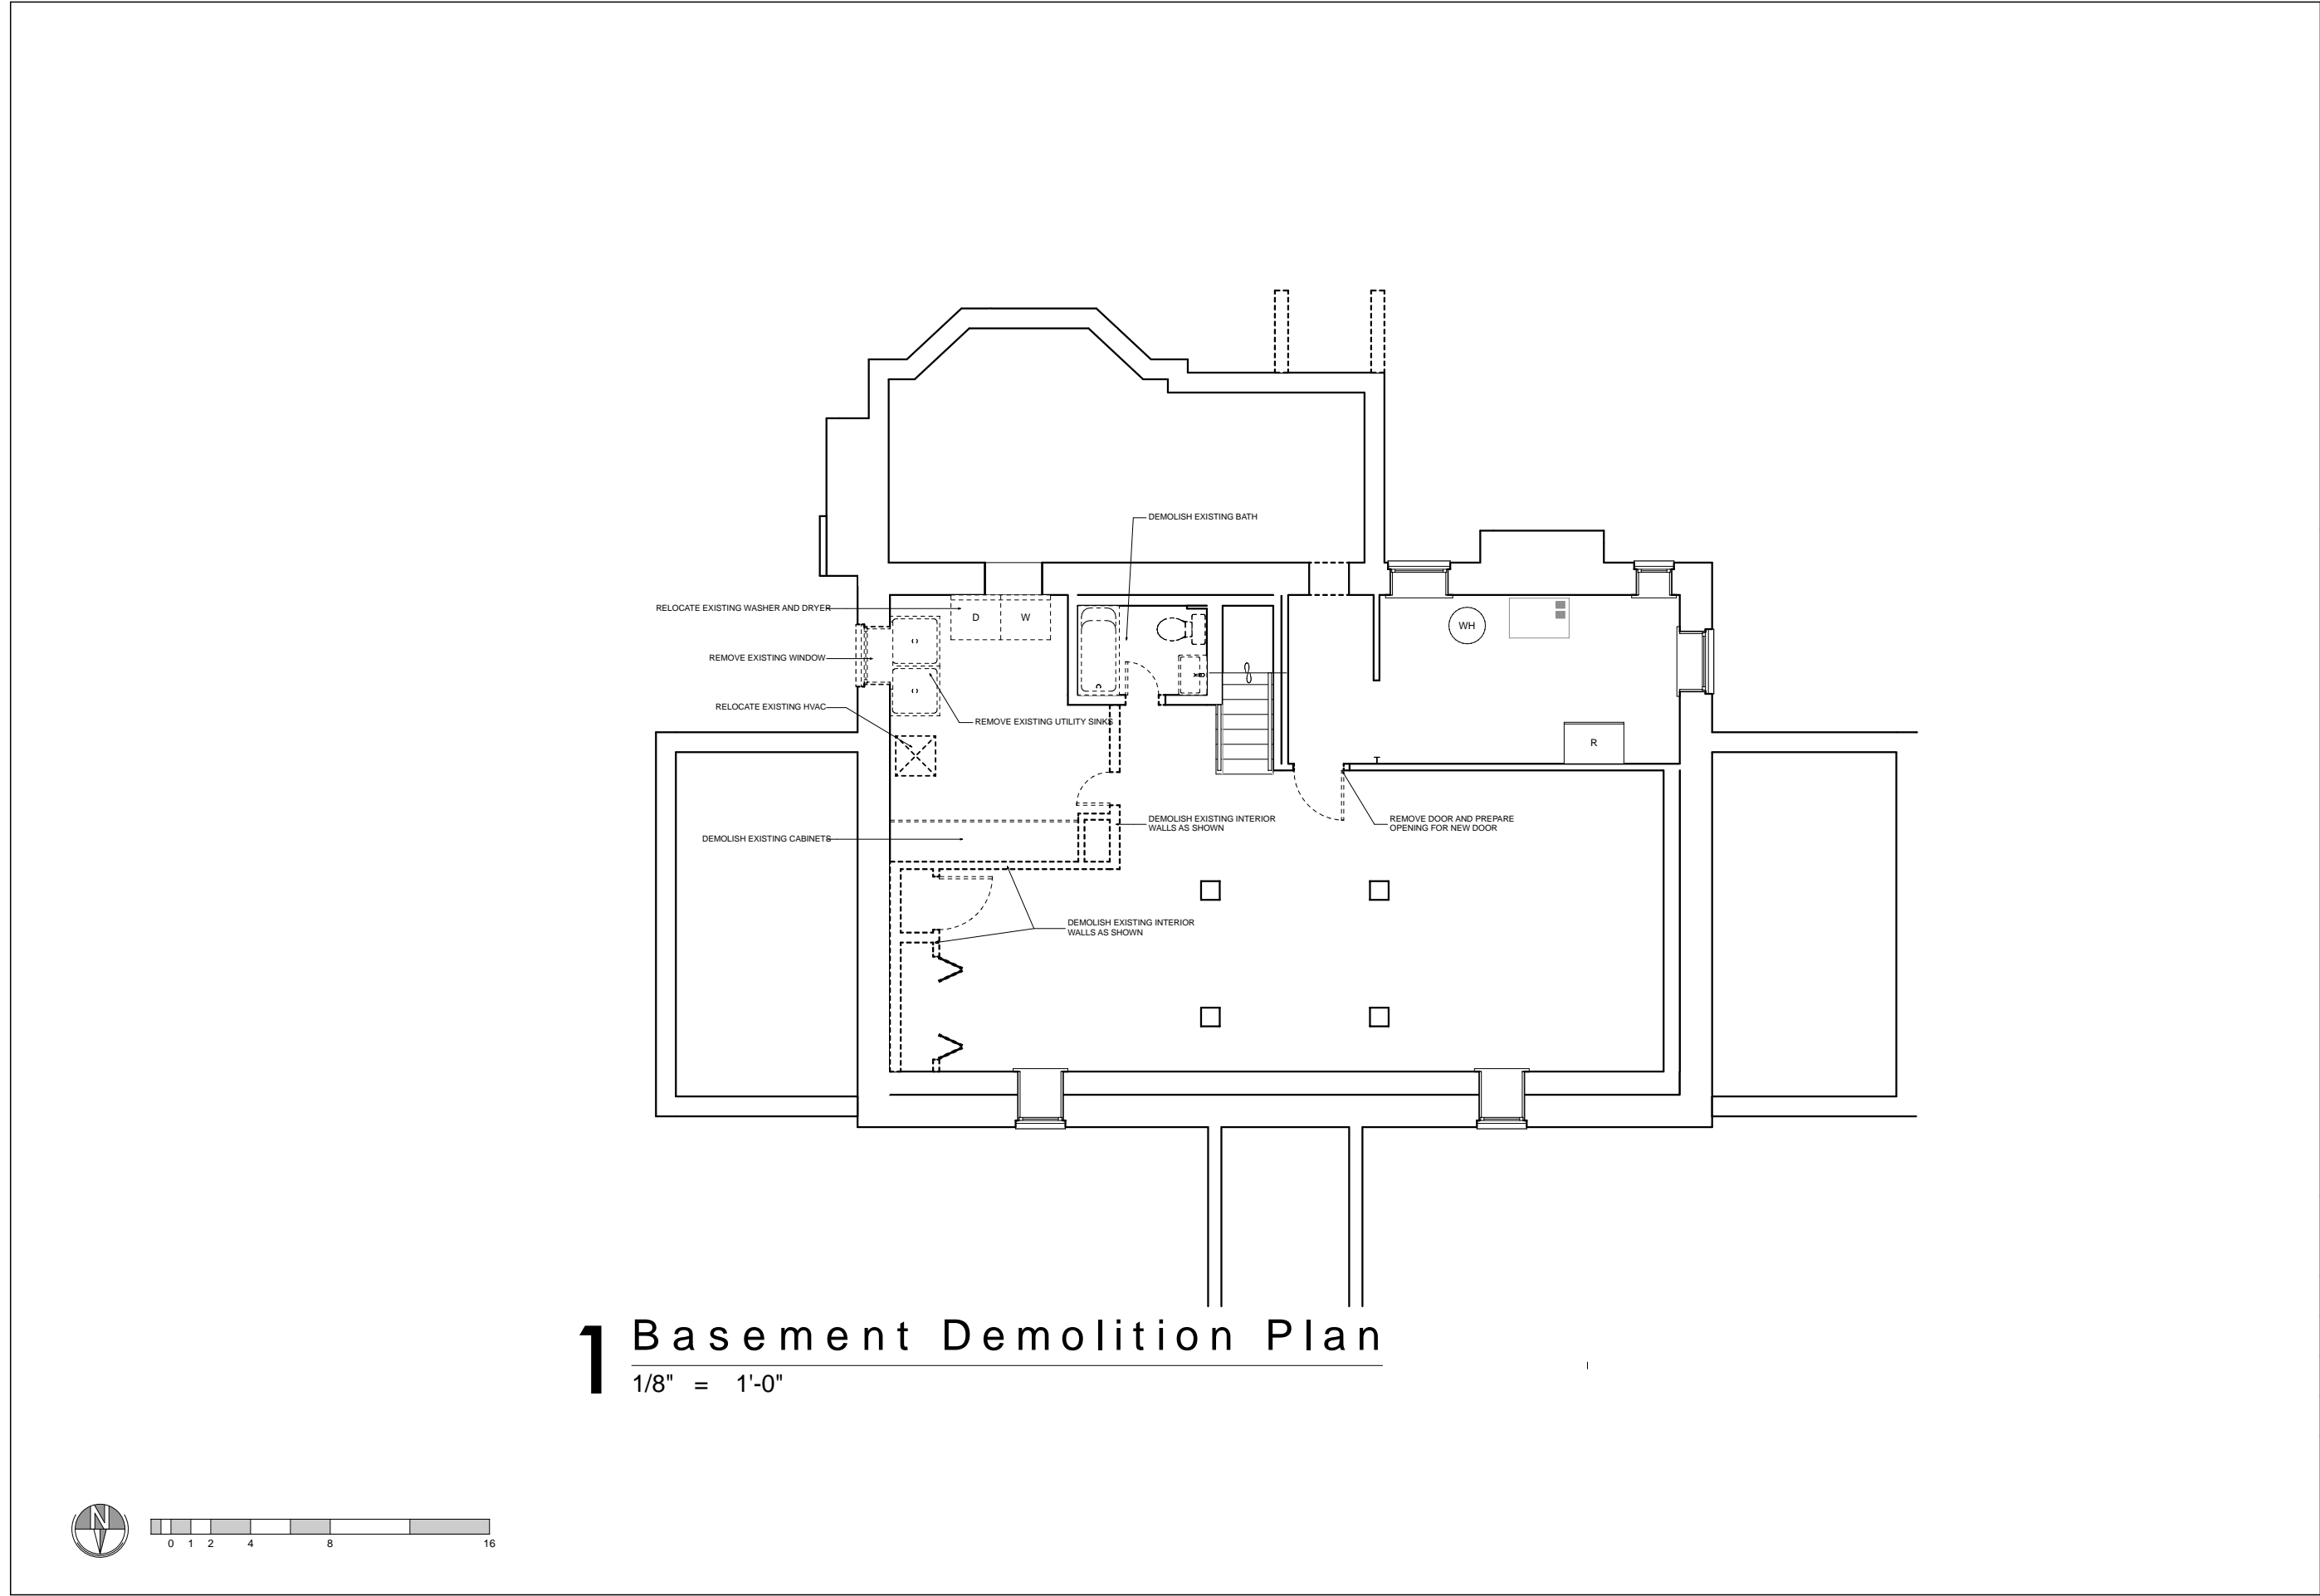 DEMOLISH EXISTING BATH
RELOCATE EXISTING WASHER AND DRYER
D
W
WH
REMOVE EXISTING WINDOW
RELOCATE EXISTING HVAC
REMOVE EXISTING UTILITY SINKS
R
DEMOLISH EXISTING CABINETS
DEMOLISH EXISTING INTERIOR
WALLS AS SHOWN
REMOVE DOOR AND PREPARE
OPENING FOR NEW DOOR
DEMOLISH EXISTING INTERIOR
WALLS AS SHOWN
1 Basement Demolition Plan
1/8" = 1'-0"
N
0 1 2 4 8 16